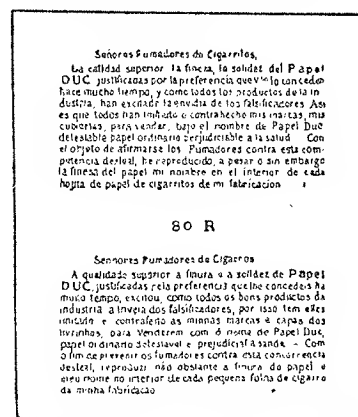 Señores Fumadores de Cigarritos,
La calidad superior la finesa, la solidez del Papel
DUC, justificadas por la preferencia que Vms lo conceden
hace mucho tiempo, y como todos los productos de la in
dustria, han excitado la envidia de los falsificadores Asi
es que todos han imitado o contrahecho mis marcas, mis
cubiertas, para vender, bajo el nombre de Papel Duc
detestable papel ordinario perjudicible a la salud Con
el objeto de afirmarse los Fumadores contra esta com-
petencia desleal, he reproducido, a pesar o sin embargo
la finesa del papel mi nombre en el interior de cada
hojita de papel de cigarritos de mi fabricacion
80 R
Sennores Fumadores de Cigarros
A qualidade superior a finura e a solidez de Papel
DUC, justificadas pela preferencia que lhe concedeis ha
muito tempo, excitou, como todos os bons productos da
industria a inveja dos falsificadores, por isso tem elles
imitado e contrafeito as minhas marcas e capas dos
livrinhos, para Venderem com o nome de Papel Duc,
papel ordinario detestavel e prejudicial a saude - Com
o fim de prevenir os fumadores contra esta concurrencia
desleal, reproduzi não obstante a finura do papel o
meu nome no interior de cada pequena folha de cigarro
da minha fabricação